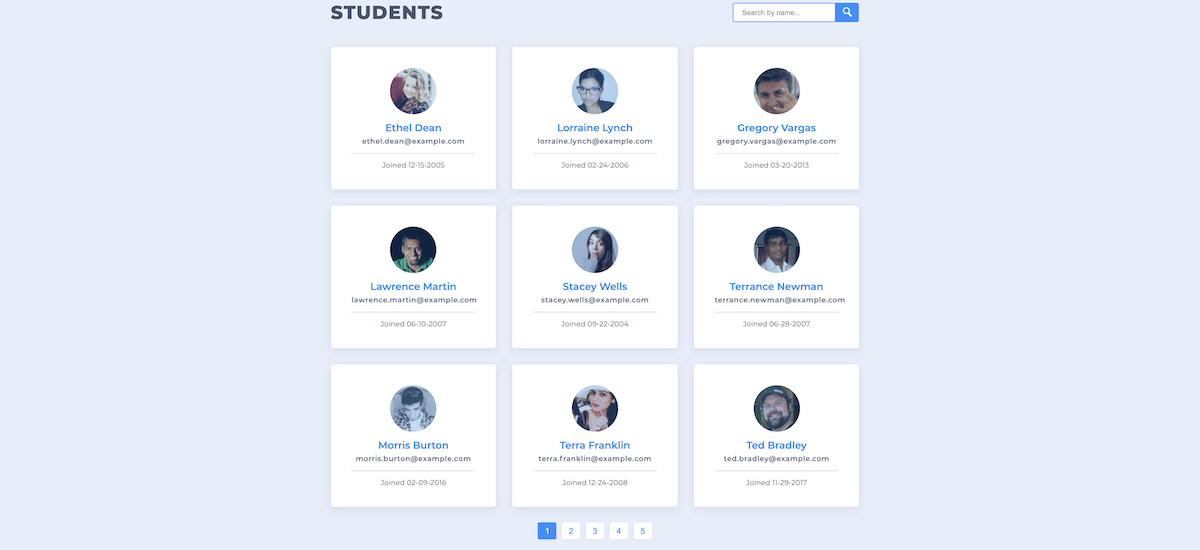 STUDENTS
Search by name...
Ethel Dean
ethel.dean@example.com
Joined 12-15-2005
Lorraine Lynch
lorraine.lynch@example.com
Joined 02-24-2006
Gregory Vargas
gregory.vargas@example.com
Joined 03-20-2013
Lawrence Martin
lawrence.martin@example.com
Joined 06-10-2007
Stacey Wells
stacey.wells@example.com
Joined 09-22-2004
Terrance Newman
terrance.newman@example.com
Joined 06-28-2007
Morris Burton
morris.burton@example.com
Joined 02-09-2016
Terra Franklin
terra.franklin@example.com
Joined 12-24-2008
Ted Bradley
ted.bradley@example.com
Joined 11-29-2017
1 2 3 4 5